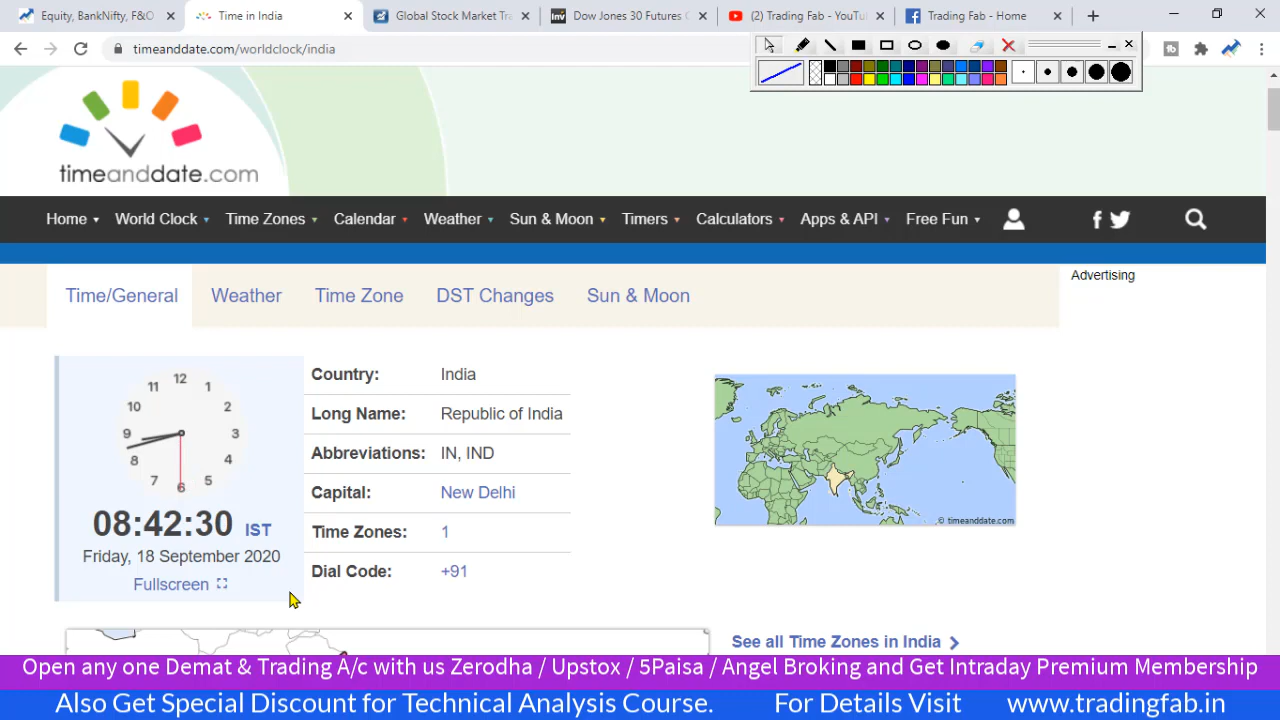 Equity, BankNifty, F&O
Time in India
Global Stock Market Tr
Dow Jones 30 Futures C
(2) Trading Fab - YouTu
Trading Fab - Home
timeanddate.com/worldclock/india
timeanddate.com
Home
World Clock
Time Zones
Calendar
Weather
Sun & Moon
Timers
Calculators
Apps & API
Free Fun
Time/General
Weather
Time Zone
DST Changes
Sun & Moon
Advertising
12
1
2
3
4
5
6
7
8
9
10
11
08:42:30 IST
Friday, 18 September 2020
Fullscreen
Country: India
Long Name: Republic of India
Abbreviations: IN, IND
Capital: New Delhi
Time Zones: 1
Dial Code: +91
© timeanddate.com
See all Time Zones in India
Open any one Demat & Trading A/c with us Zerodha / Upstox / 5Paisa / Angel Broking and Get Intraday Premium Membership
Also Get Special Discount for Technical Analysis Course. For Details Visit www.tradingfab.in